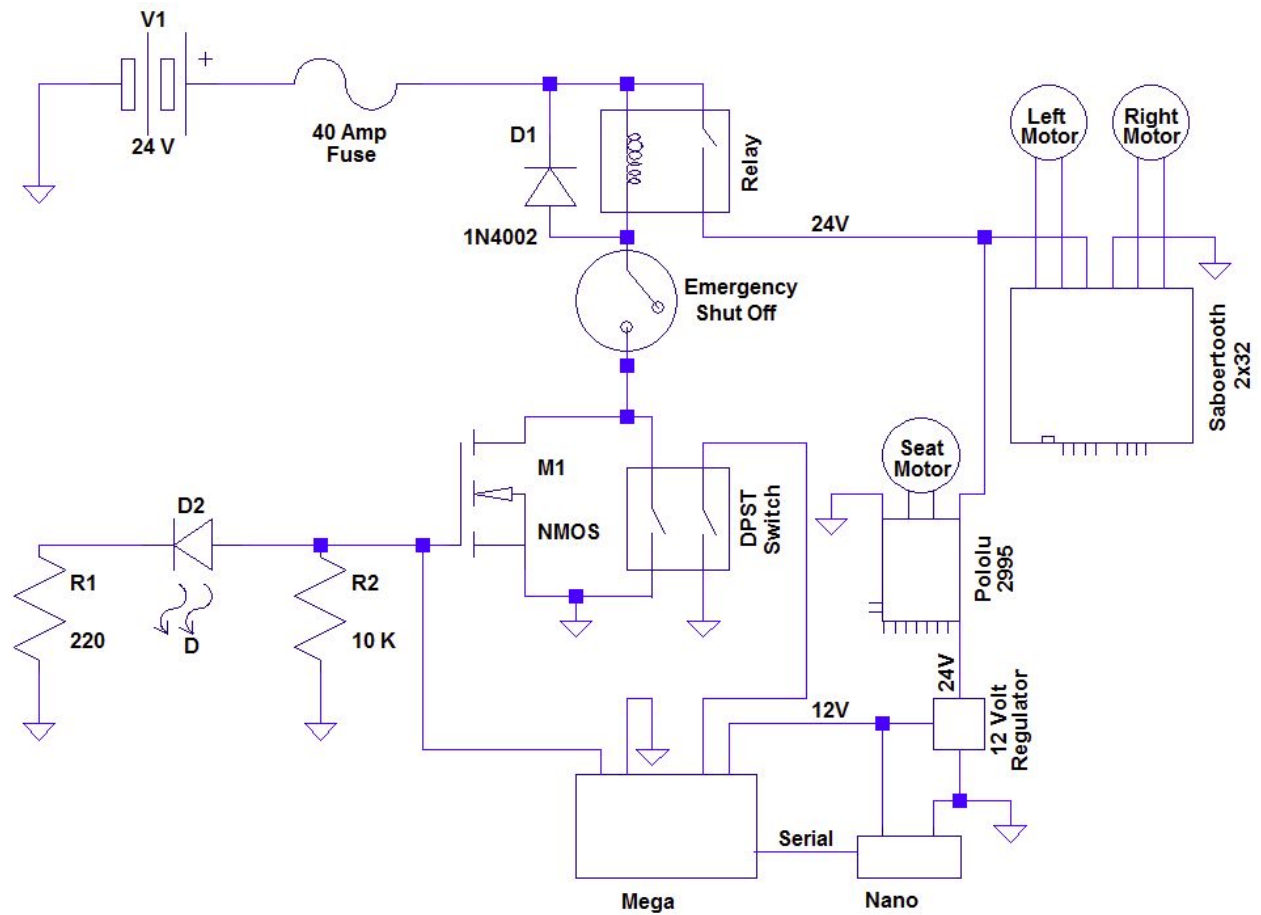 V1
+
24 V
40 Amp
Fuse
D1
1N4002
Relay
24V
Left
Motor
Right
Motor
Emergency
Shut Off
Saboertooth
2x32
M1
NMOS
DPST
Switch
Seat
Motor
Pololu
2995
D2
R1
220
D
R2
10 K
24V
12V
12 Volt
Regulator
Serial
Mega
Nano